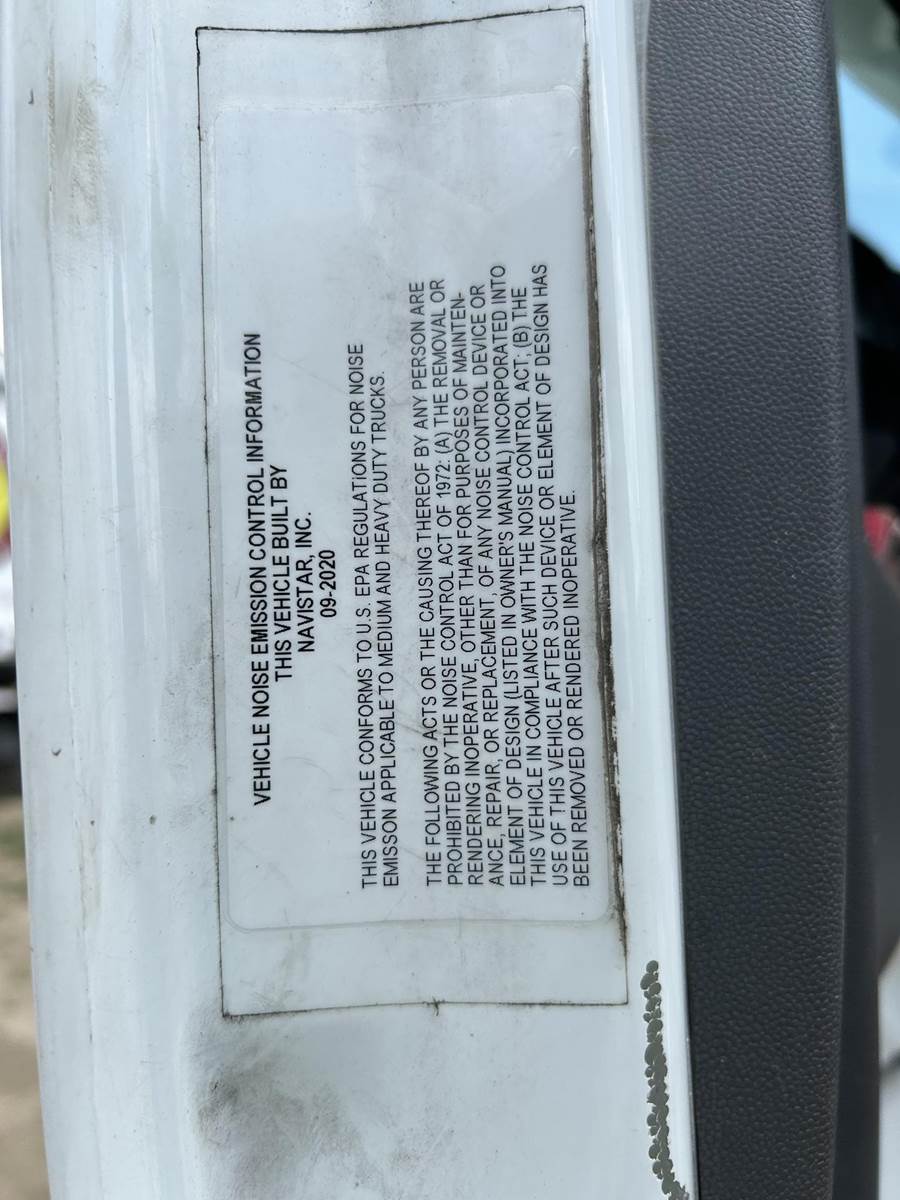 VEHICLE NOISE EMISSION CONTROL INFORMATION
THIS VEHICLE BUILT BY
NAVISTAR, INC.
09-2020
THIS VEHICLE CONFORMS TO U.S. EPA REGULATIONS FOR NOISE
EMISSON APPLICABLE TO MEDIUM AND HEAVY DUTY TRUCKS.
THE FOLLOWING ACTS OR THE CAUSING THEREOF BY ANY PERSON ARE
PROHIBITED BY THE NOISE CONTROL ACT OF 1972: (A) THE REMOVAL OR
RENDERING INOPERATIVE, OTHER THAN FOR PURPOSES OF MAINTEN-
ANCE, REPAIR, OR REPLACEMENT, OF ANY NOISE CONTROL DEVICE OR
ELEMENT OF DESIGN (LISTED IN OWNER'S MANUAL) INCORPORATED INTO
THIS VEHICLE IN COMPLIANCE WITH THE NOISE CONTROL ACT; (B) THE
USE OF THIS VEHICLE AFTER SUCH DEVICE OR ELEMENT OF DESIGN HAS
BEEN REMOVED OR RENDERED INOPERATIVE.